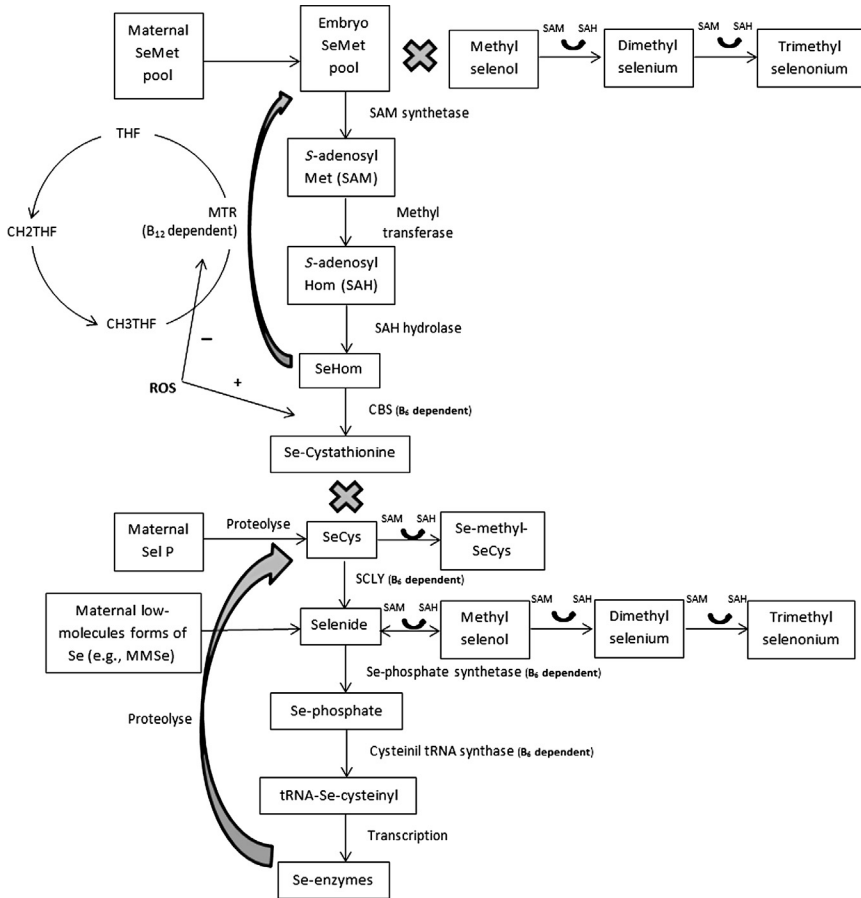 Maternal
SeMet
pool
Embryo
SeMet
pool
Methyl
selenol
SAM SAH
Dimethyl
selenium
SAM SAH
Trimethyl
selenonium
SAM synthetase
THF
S-adenosyl
Met (SAM)
MTR
(B12 dependent)
CH2THF
Methyl
transferase
S-adenosyl
Hom (SAH)
CH3THF
SAH hydrolase
–
SeHom
ROS
+
CBS (B6 dependent)
Se-Cystathionine
Maternal
Sel P
Proteolyse
SeCys
SAM SAH
Se-methyl-
SeCys
SCLY (B6 dependent)
Maternal low-
molecules forms of
Se (e.g., MMSe)
Selenide
SAM SAH
Methyl
selenol
SAM SAH
Dimethyl
selenium
SAM SAH
Trimethyl
selenonium
Se-phosphate synthetase (B6 dependent)
Proteolyse
Se-phosphate
Cysteinil tRNA synthase (B6 dependent)
tRNA-Se-cysteinyl
Transcription
Se-enzymes